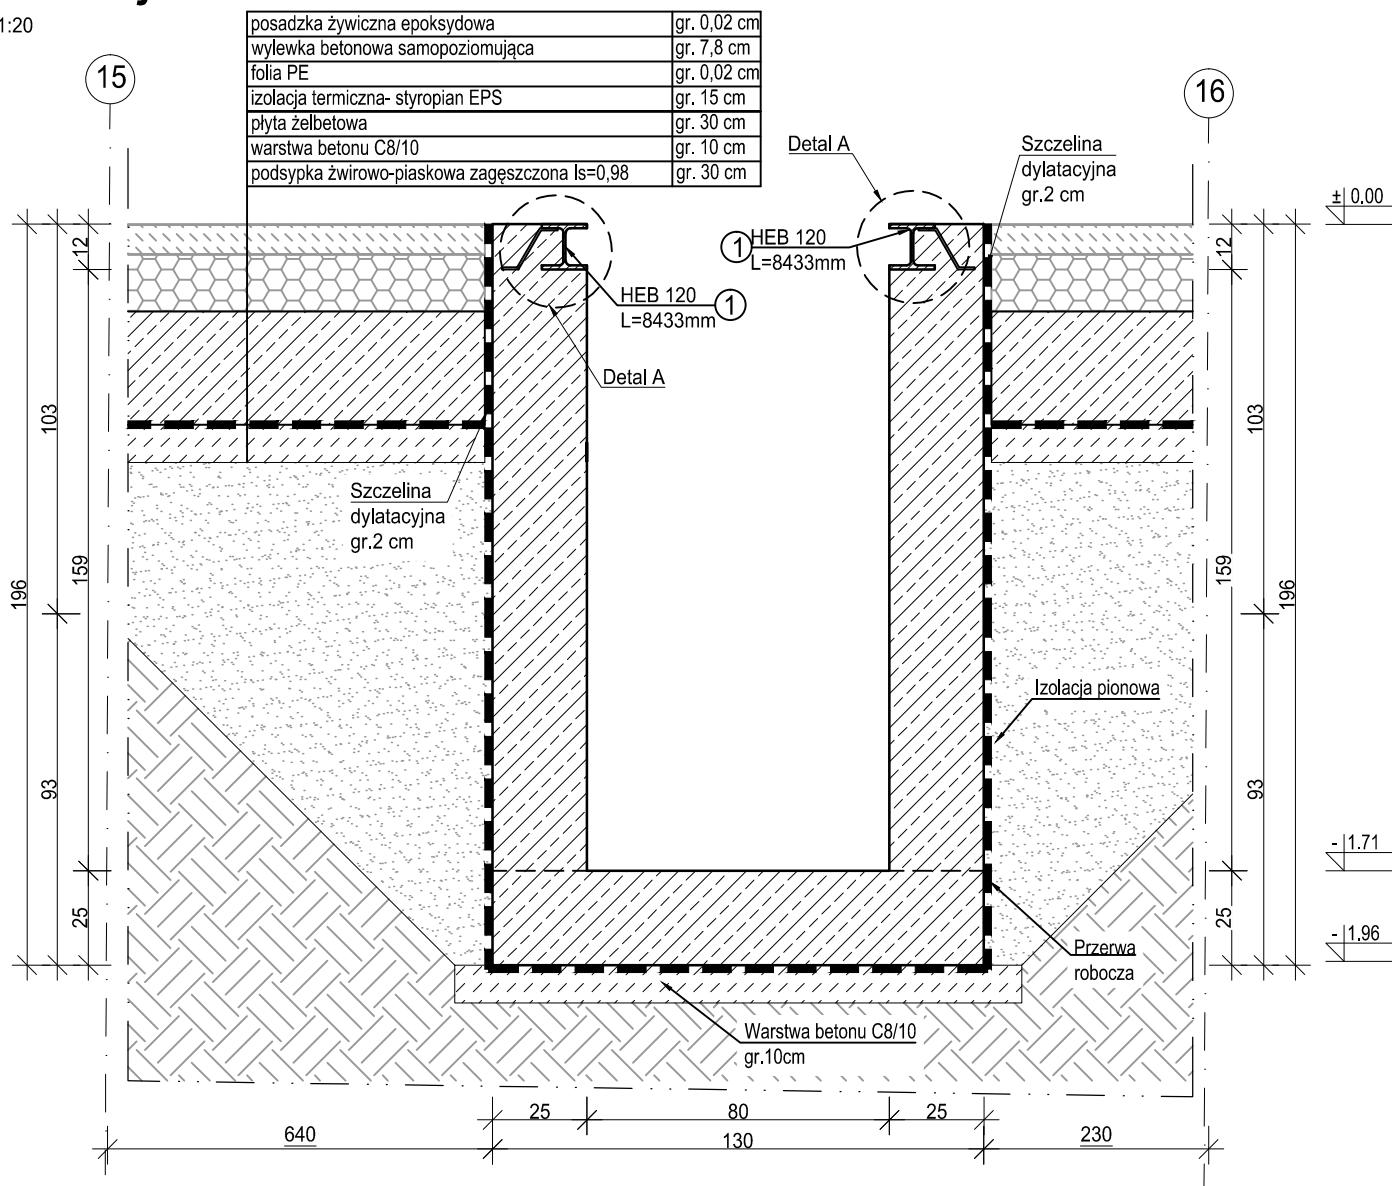 1:20
posadzka żywiczna epoksydowa gr. 0,02 cm
wylewka betonowa samopoziomująca gr. 7,8 cm
folia PE gr. 0,02 cm
izolacja termiczna- styropian EPS gr. 15 cm
płyta żelbetowa gr. 30 cm
warstwa betonu C8/10 gr. 10 cm
podsypka żwirowo-piaskowa zagęszczona Is=0,98 gr. 30 cm
15
16
Detal A
Szczelina
dylatacyjna
gr.2 cm
± 0.00
12
1
HEB 120
L=8433mm
12
HEB 120
L=8433mm
1
Detal A
103
103
Szczelina
dylatacyjna
gr.2 cm
196
159
159
196
Izolacja pionowa
93
93
- 1.71
25
25
- 1.96
Przerwa
robocza
Warstwa betonu C8/10
gr.10cm
25
80
25
640
130
230